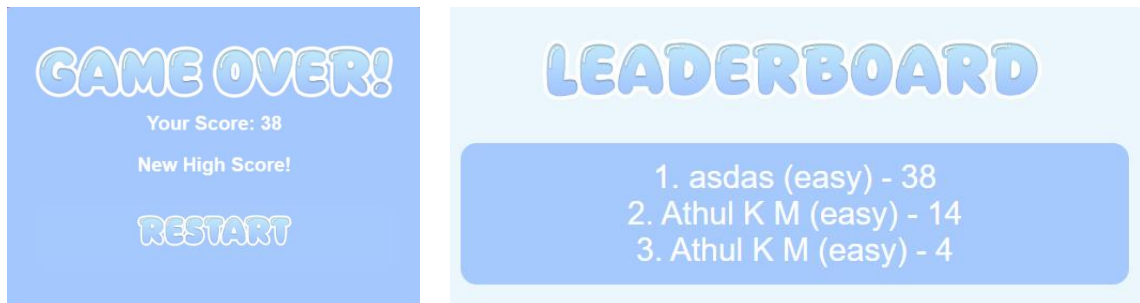 GAME OVER!
Your Score: 38
New High Score!
RESTART
LEADERBOARD
1. asdas (easy) - 38
2. Athul K M (easy) - 14
3. Athul K M (easy) - 4